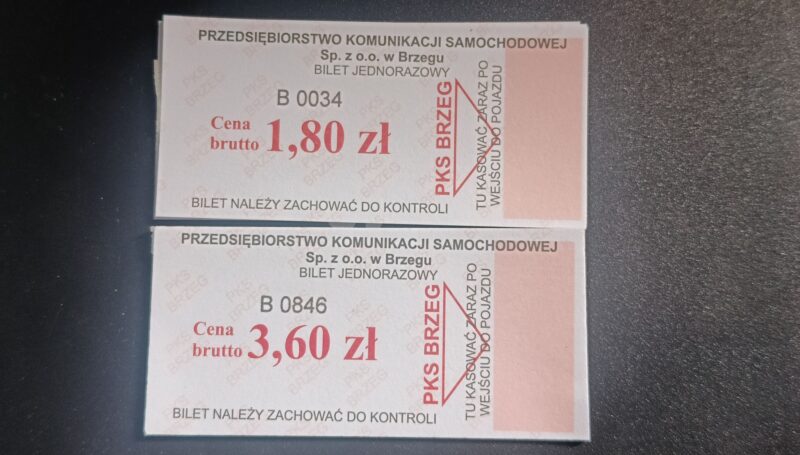 PRZEDSIĘBIORSTWO KOMUNIKACJI SAMOCHODOWEJ
Sp. z o.o. w Brzegu
BILET JEDNORAZOWY
B 0034
Cena
brutto 1,80 zł
PKS BRZEG
TU KASOWAĆ ZARAZ PO
WEJŚCIU DO POJAZDU
BILET NALEŻY ZACHOWAĆ DO KONTROLI
PRZEDSIĘBIORSTWO KOMUNIKACJI SAMOCHODOWEJ
Sp. z o.o. w Brzegu
BILET JEDNORAZOWY
B 0846
Cena
brutto 3,60 zł
PKS BRZEG
TU KASOWAĆ ZARAZ PO
WEJŚCIU DO POJAZDU
BILET NALEŻY ZACHOWAĆ DO KONTROLI